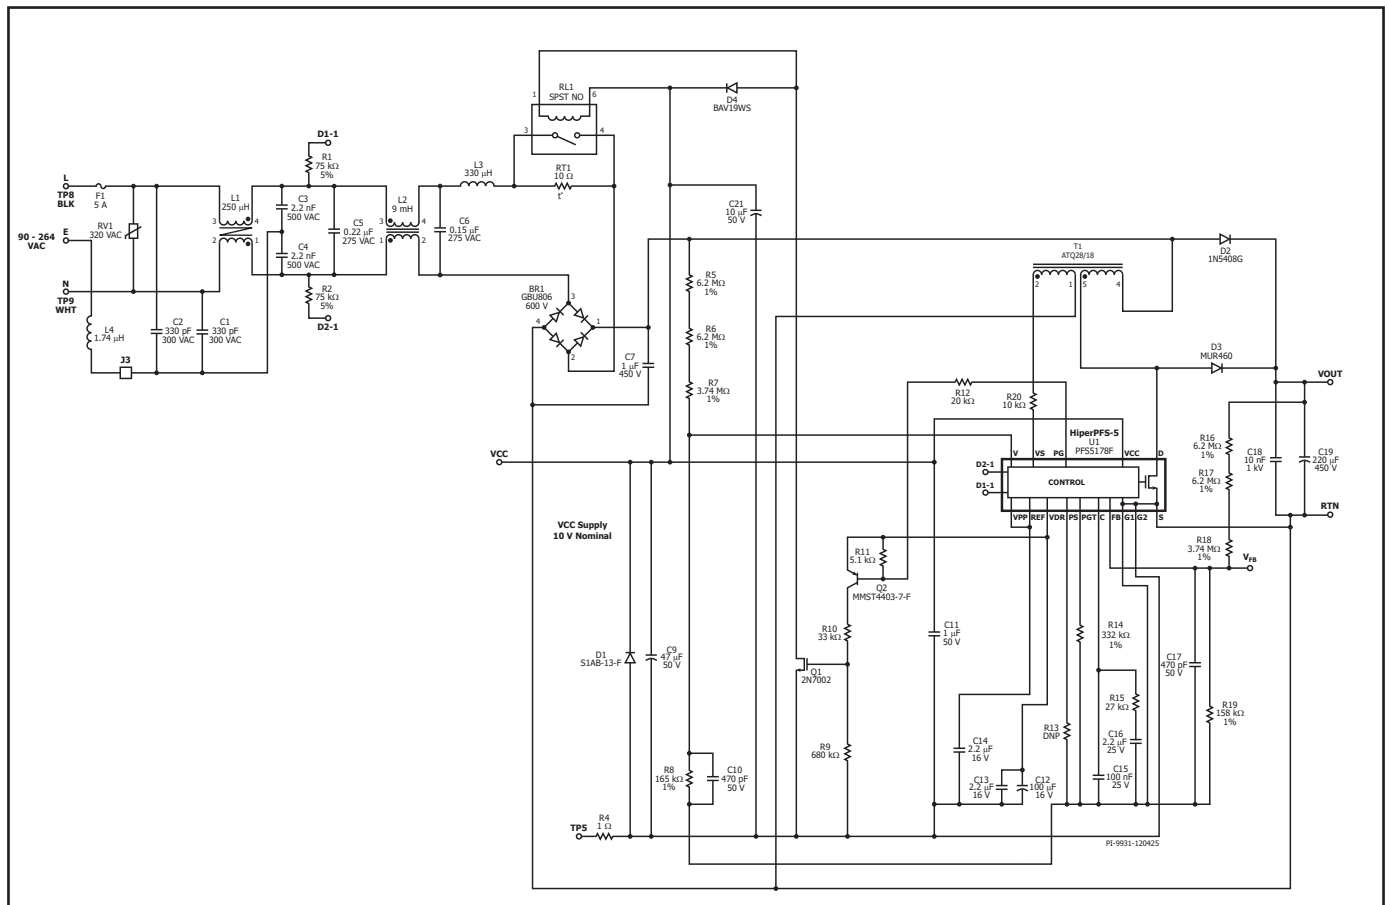 RL1
SPST NO
1
6
3
4
D4
BAV19WS
D1-1
R1
75 kΩ
5%
L
TP8
BLK
F1
5 A
L1
250 µH
3
4
2
1
C3
2.2 nF
500 VAC
C4
2.2 nF
500 VAC
C5
0.22 µF
275 VAC
L2
9 mH
3
4
1
2
C6
0.15 µF
275 VAC
L3
330 µH
RT1
10 Ω
t°
C21
10 µF
50 V
RV1
320 VAC
90 - 264
VAC
E
N
TP9
WHT
R2
75 kΩ
5%
D2-1
L4
1.74 µH
J3
C2
330 pF
300 VAC
C1
330 pF
300 VAC
BR1
GBU806
600 V
3
4
1
2
C7
1 µF
450 V
R5
6.2 MΩ
1%
R6
6.2 MΩ
1%
R7
3.74 MΩ
1%
T1
ATQ28/18
2
1
5
4
D2
1N5408G
D3
MUR460
VOUT
R12
20 kΩ
R20
10 kΩ
HiperPFS-5
U1
PFS5178F
V
VS
PG
VCC
D
D2-1
D1-1
CONTROL
VPP
REF
VDR
PS
PGT
C
FB
G1
G2
S
R16
6.2 MΩ
1%
R17
6.2 MΩ
1%
C18
10 nF
1 kV
C19
220 µF
450 V
RTN
R18
3.74 MΩ
1%
VFB
VCC
VCC Supply
10 V Nominal
R11
5.1 kΩ
Q2
MMST4403-7-F
R10
33 kΩ
C11
1 µF
50 V
R14
332 kΩ
1%
D1
S1AB-13-F
C9
47 µF
50 V
Q1
2N7002
C17
470 pF
50 V
R15
27 kΩ
R19
158 kΩ
1%
R13
DNP
C16
2.2 µF
25 V
C14
2.2 µF
16 V
R9
680 kΩ
R8
165 kΩ
1%
C10
470 pF
50 V
C13
2.2 µF
16 V
C12
100 µF
16 V
C15
100 nF
25 V
TP5
R4
1 Ω
PI-9931-120425